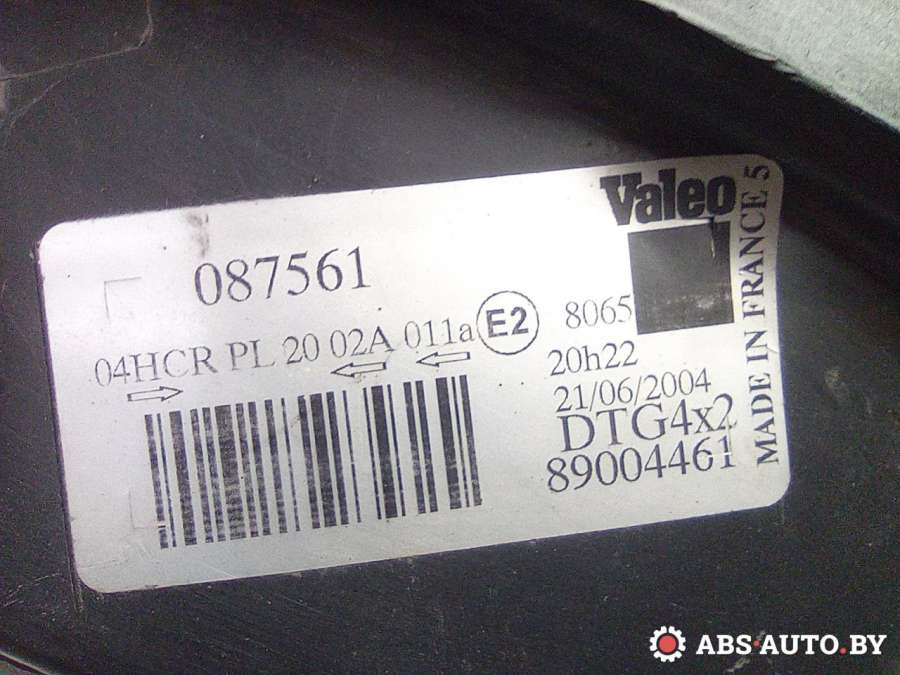 Valeo
087561
04HCR PL 20 02A 011a E2
8065
20h22
21/06/2004
DTG4x2
89004461
MADE IN FRANCE 5
ABS-AUTO.BY